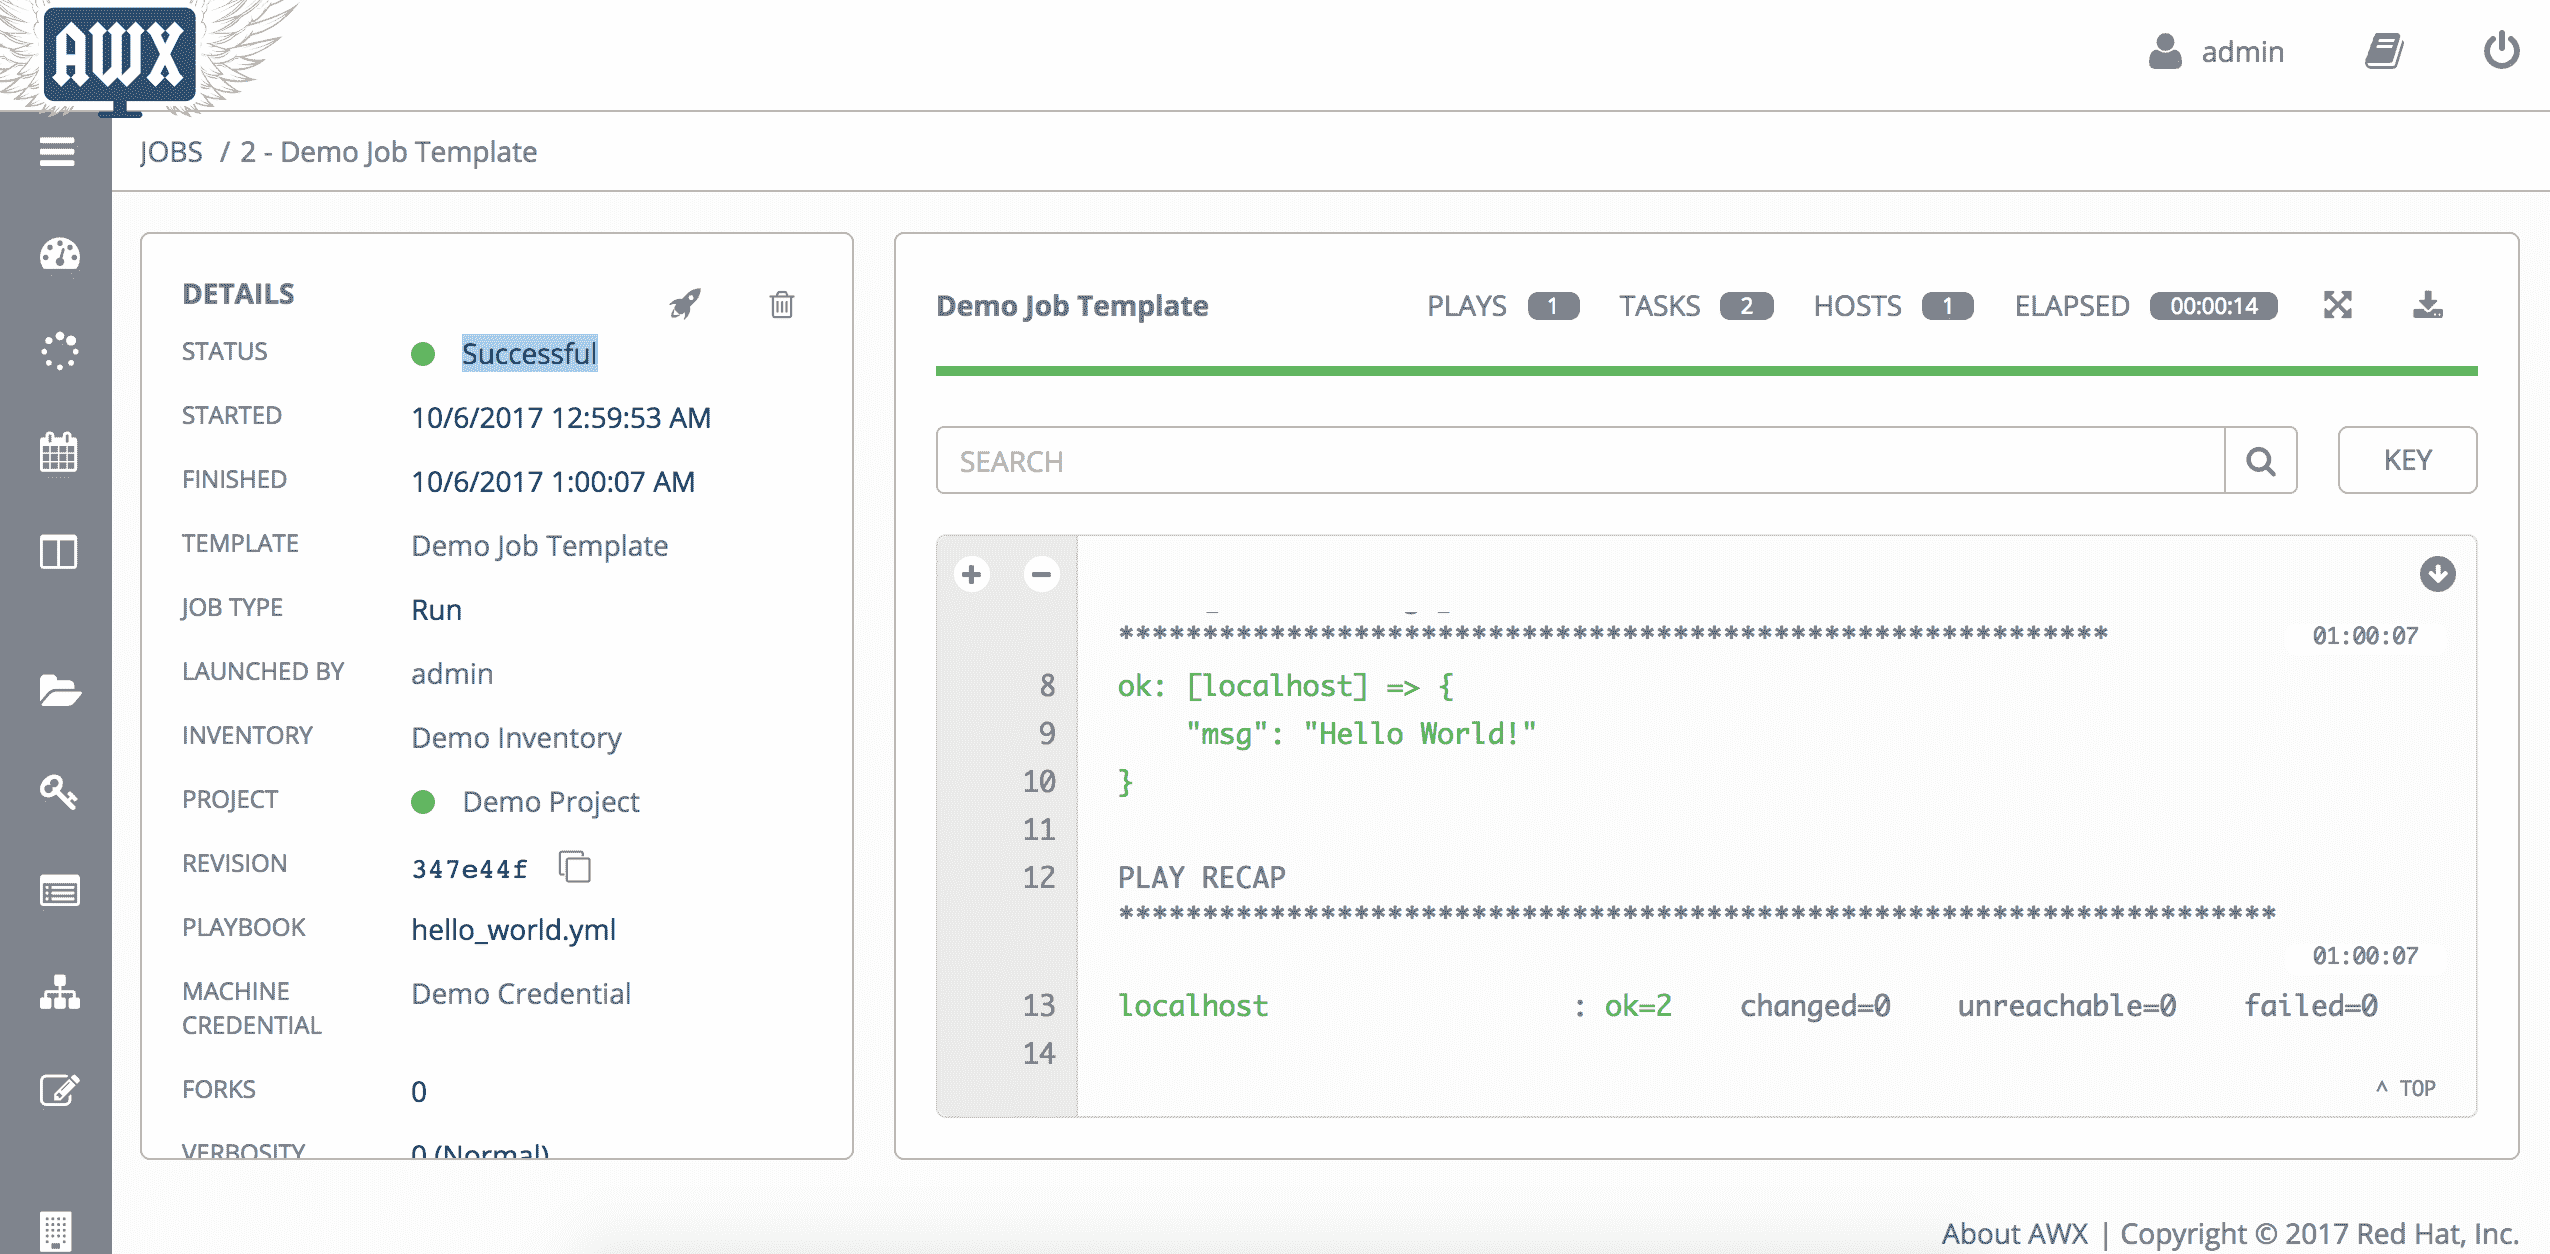 AWX
admin
JOBS / 2 - Demo Job Template
DETAILS
STATUS Successful
STARTED 10/6/2017 12:59:53 AM
FINISHED 10/6/2017 1:00:07 AM
TEMPLATE Demo Job Template
JOB TYPE Run
LAUNCHED BY admin
INVENTORY Demo Inventory
PROJECT Demo Project
REVISION 347e44f
PLAYBOOK hello_world.yml
MACHINE CREDENTIAL Demo Credential
FORKS 0
VERBOSITY 0 (Normal)
Demo Job Template PLAYS 1 TASKS 2 HOSTS 1 ELAPSED 00:00:14
SEARCH KEY
*********************************************************** 01:00:07
8 ok: [localhost] => {
9 "msg": "Hello World!"
10 }
11
12 PLAY RECAP
*********************************************************************
01:00:07
13 localhost : ok=2 changed=0 unreachable=0 failed=0
14
^ TOP
About AWX | Copyright © 2017 Red Hat, Inc.